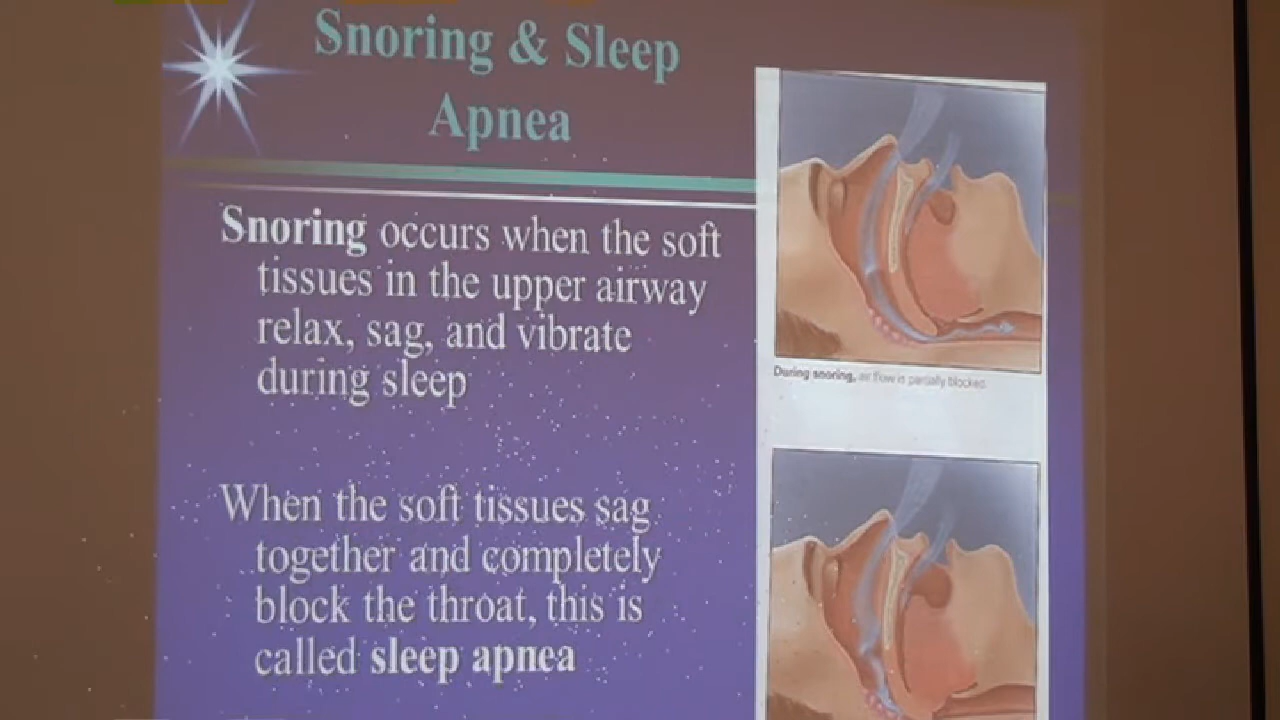 Snoring & Sleep
Apnea
Snoring occurs when the soft
tissues in the upper airway
relax, sag, and vibrate
during sleep
During snoring, air flow is partially blocked.
When the soft tissues sag
together and completely
block the throat, this is
called sleep apnea